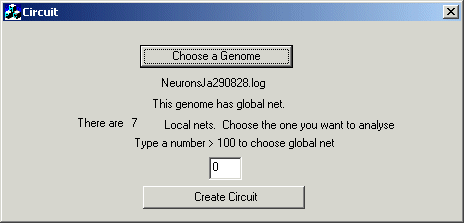 Circuit
Choose a Genome
NeuronsJa290828.log
This genome has global net.
There are 7 Local nets. Choose the one you want to analyse
Type a number > 100 to choose global net
0
Create Circuit